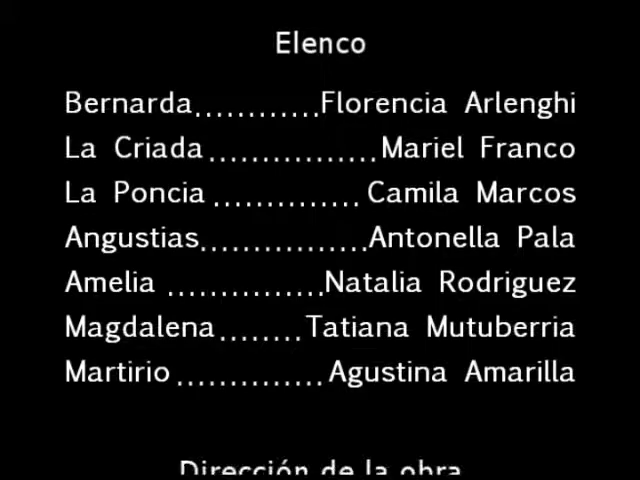 Elenco
Bernarda............Florencia Arlenghi
La Criada................Mariel Franco
La Poncia..............Camila Marcos
Angustias................Antonella Pala
Amelia...............Natalia Rodriguez
Magdalena........Tatiana Mutuberria
Martirio..............Agustina Amarilla
Dirección de la obra